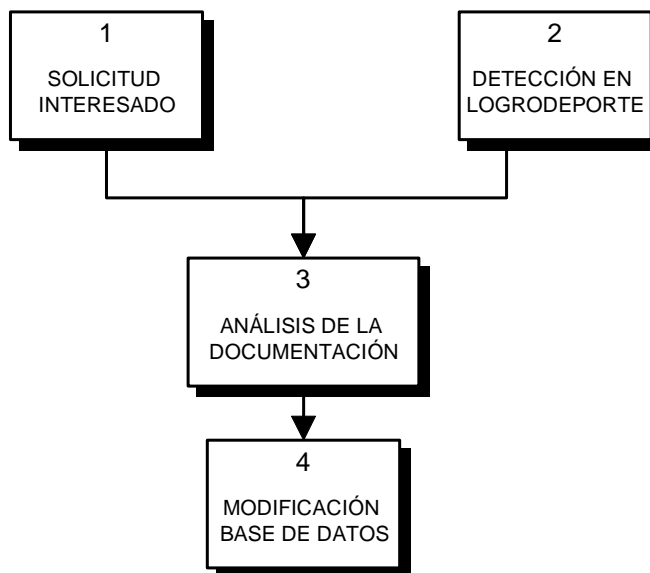 1
SOLICITUD
INTERESADO
2
DETECCIÓN EN
LOGRODEPORTE
3
ANÁLISIS DE LA
DOCUMENTACIÓN
4
MODIFICACIÓN
BASE DE DATOS